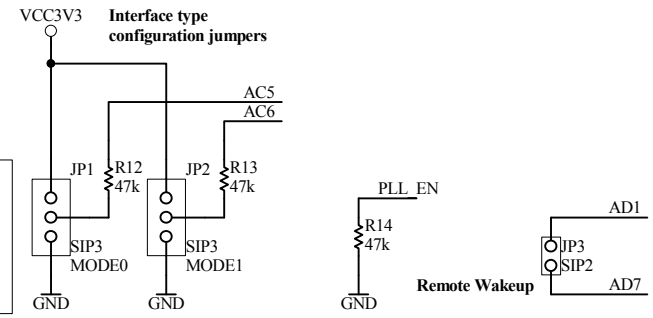 VCC3V3
Interface type
configuration jumpers
AC5
AC6
JP1
R12
47k
JP2
R13
47k
SIP3
MODE0
SIP3
MODE1
GND
GND
PLL_EN
R14
47k
GND
Remote Wakeup
AD1
JP3
SIP2
AD7